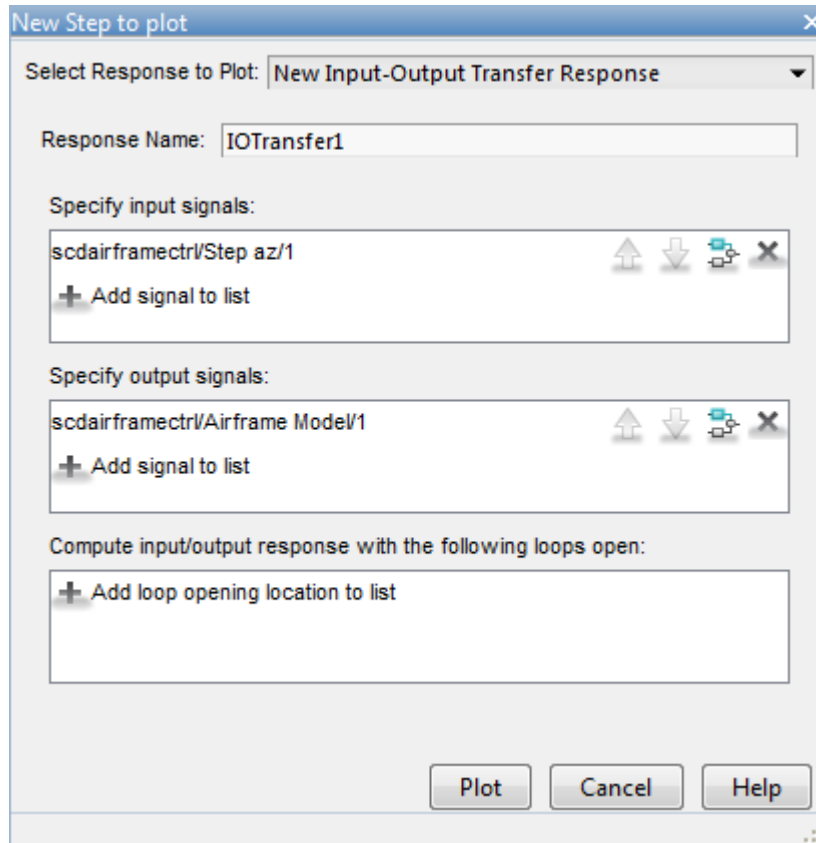 New Step to plot
Select Response to Plot: New Input-Output Transfer Response
Response Name: IOTransfer1
Specify input signals:
scdairframectrl/Step az/1
Add signal to list
Specify output signals:
scdairframectrl/Airframe Model/1
Add signal to list
Compute input/output response with the following loops open:
Add loop opening location to list
Plot Cancel Help